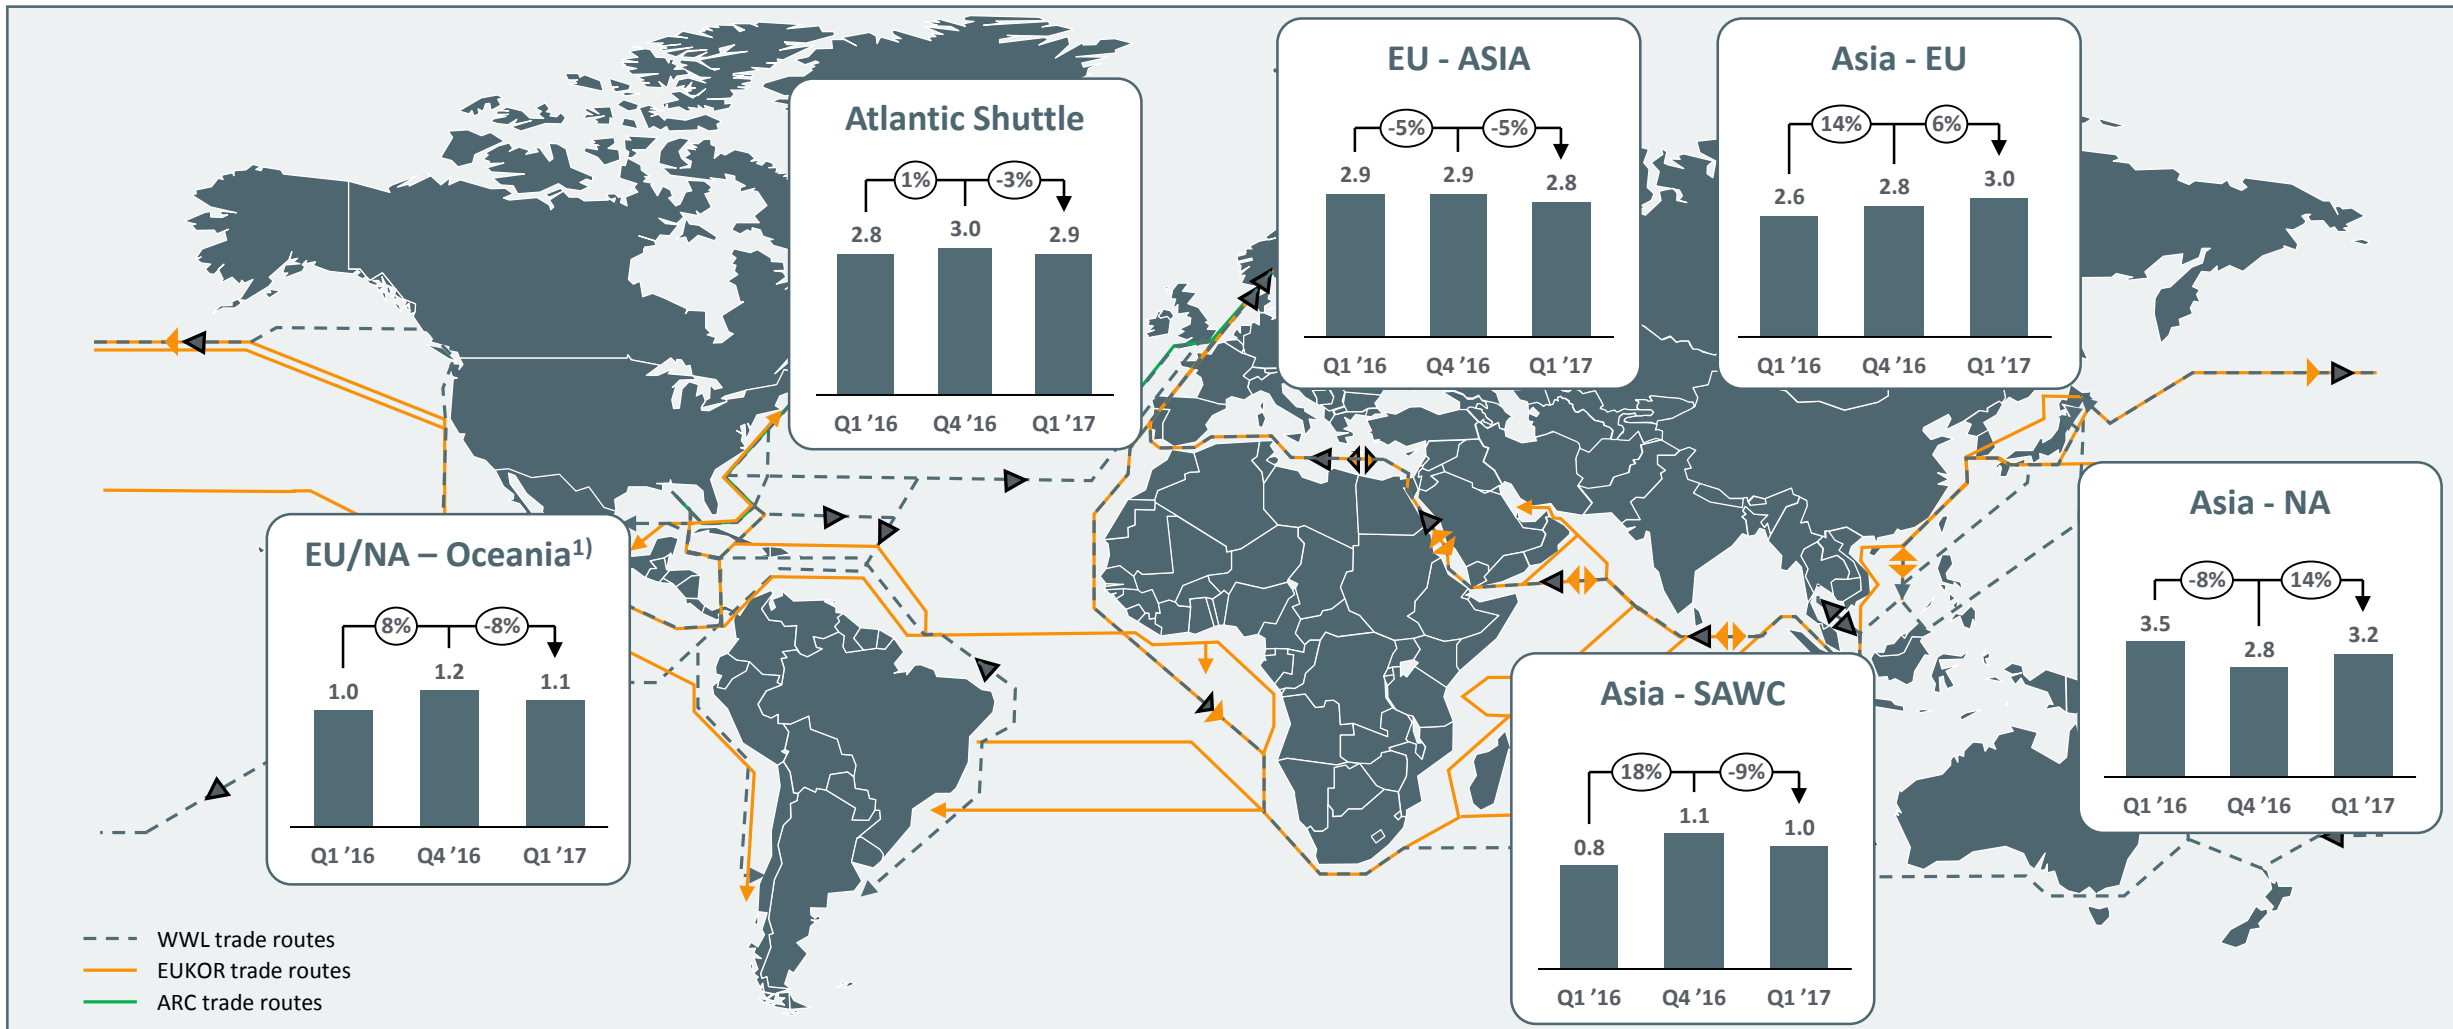 EU - ASIA
-5% -5%
2.9 2.9 2.8
Q1 ’16 Q4 ’16 Q1 ’17
Asia - EU
14% 6%
2.6 2.8 3.0
Q1 ’16 Q4 ’16 Q1 ’17
Atlantic Shuttle
1% -3%
2.8 3.0 2.9
Q1 ’16 Q4 ’16 Q1 ’17
Asia - NA
-8% 14%
3.5 2.8 3.2
Q1 ’16 Q4 ’16 Q1 ’17
EU/NA – Oceania¹⁾
8% -8%
1.0 1.2 1.1
Q1 ’16 Q4 ’16 Q1 ’17
Asia - SAWC
18% -9%
0.8 1.1 1.0
Q1 ’16 Q4 ’16 Q1 ’17
WWL trade routes
EUKOR trade routes
ARC trade routes